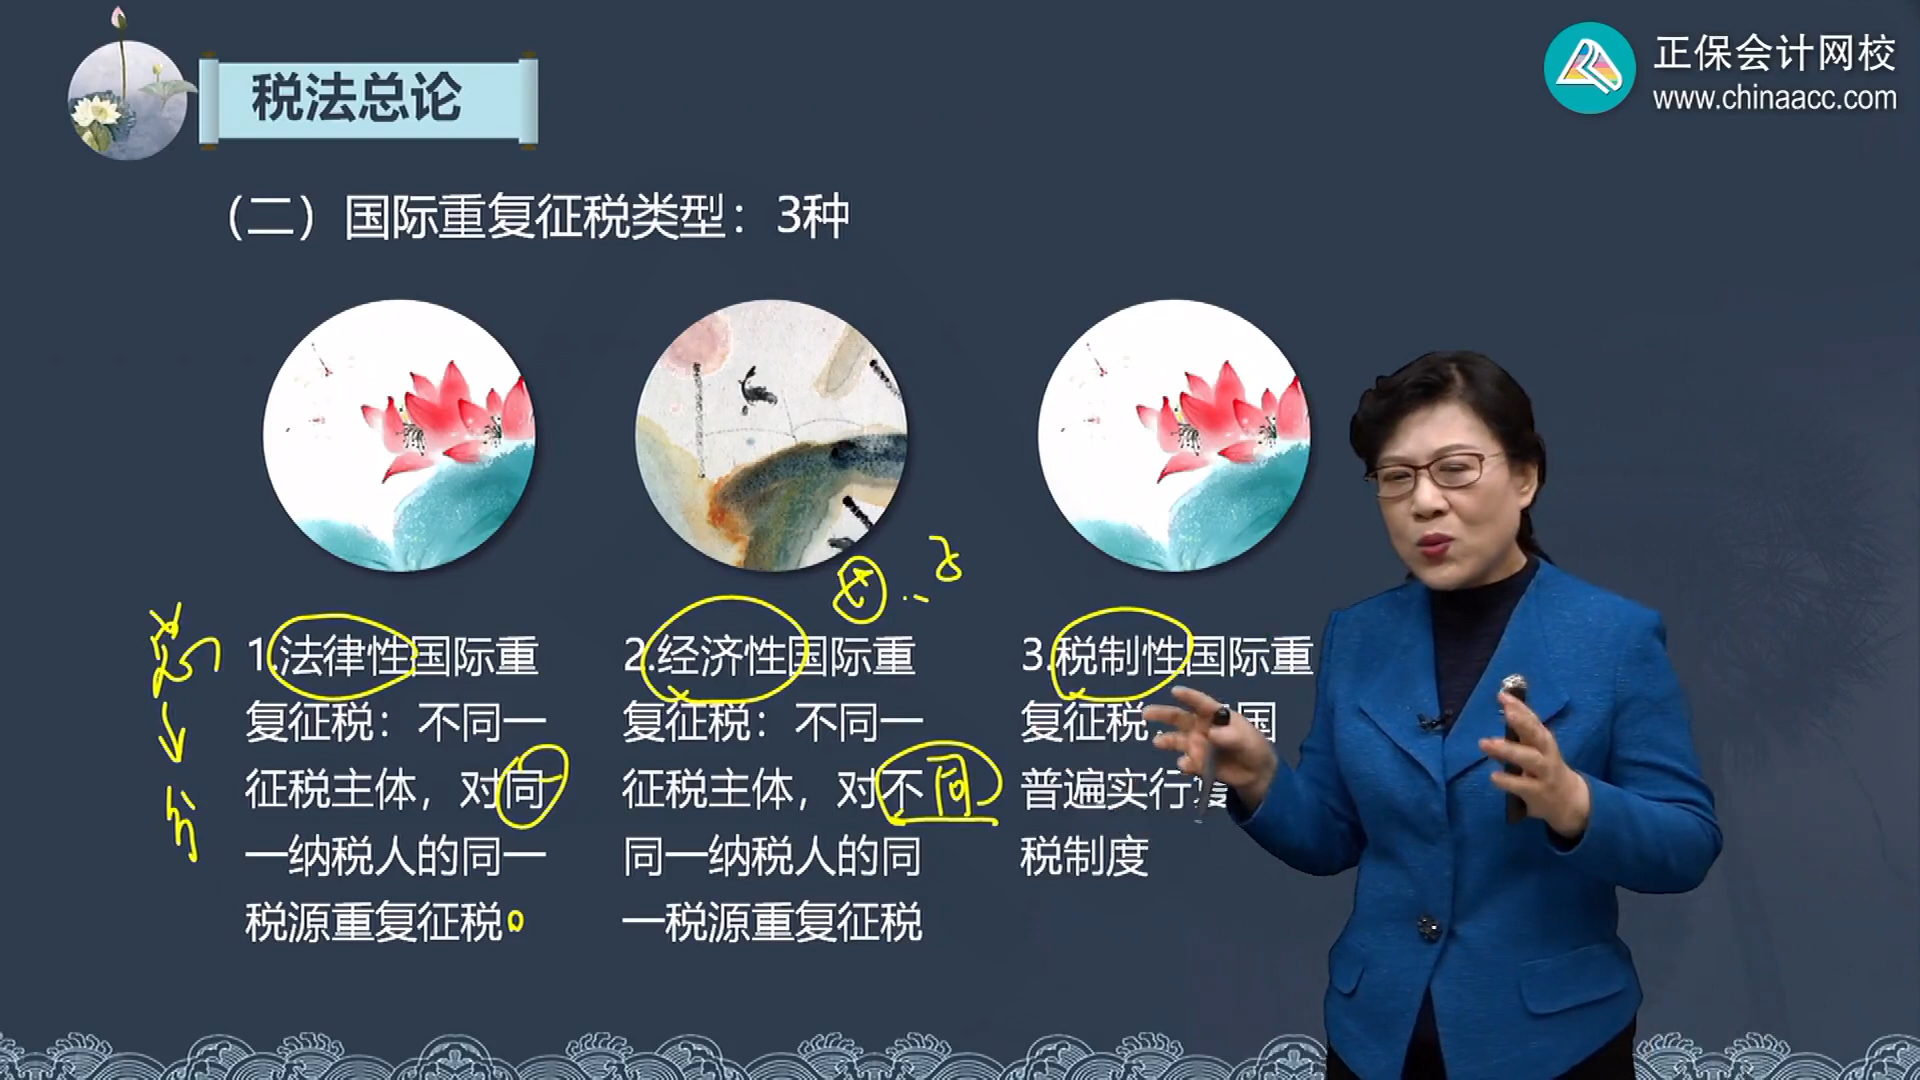 税法总论
正保会计网校
www.chinaacc.com
（二）国际重复征税类型：3种
1.法律性国际重
复征税：不同一
征税主体，对同
一纳税人的同一
税源重复征税
2.经济性国际重
复征税：不同一
征税主体，对不同
同一纳税人的同
一税源重复征税
3.税制性国际重
复征税：国
普遍实行
税制度
总
分